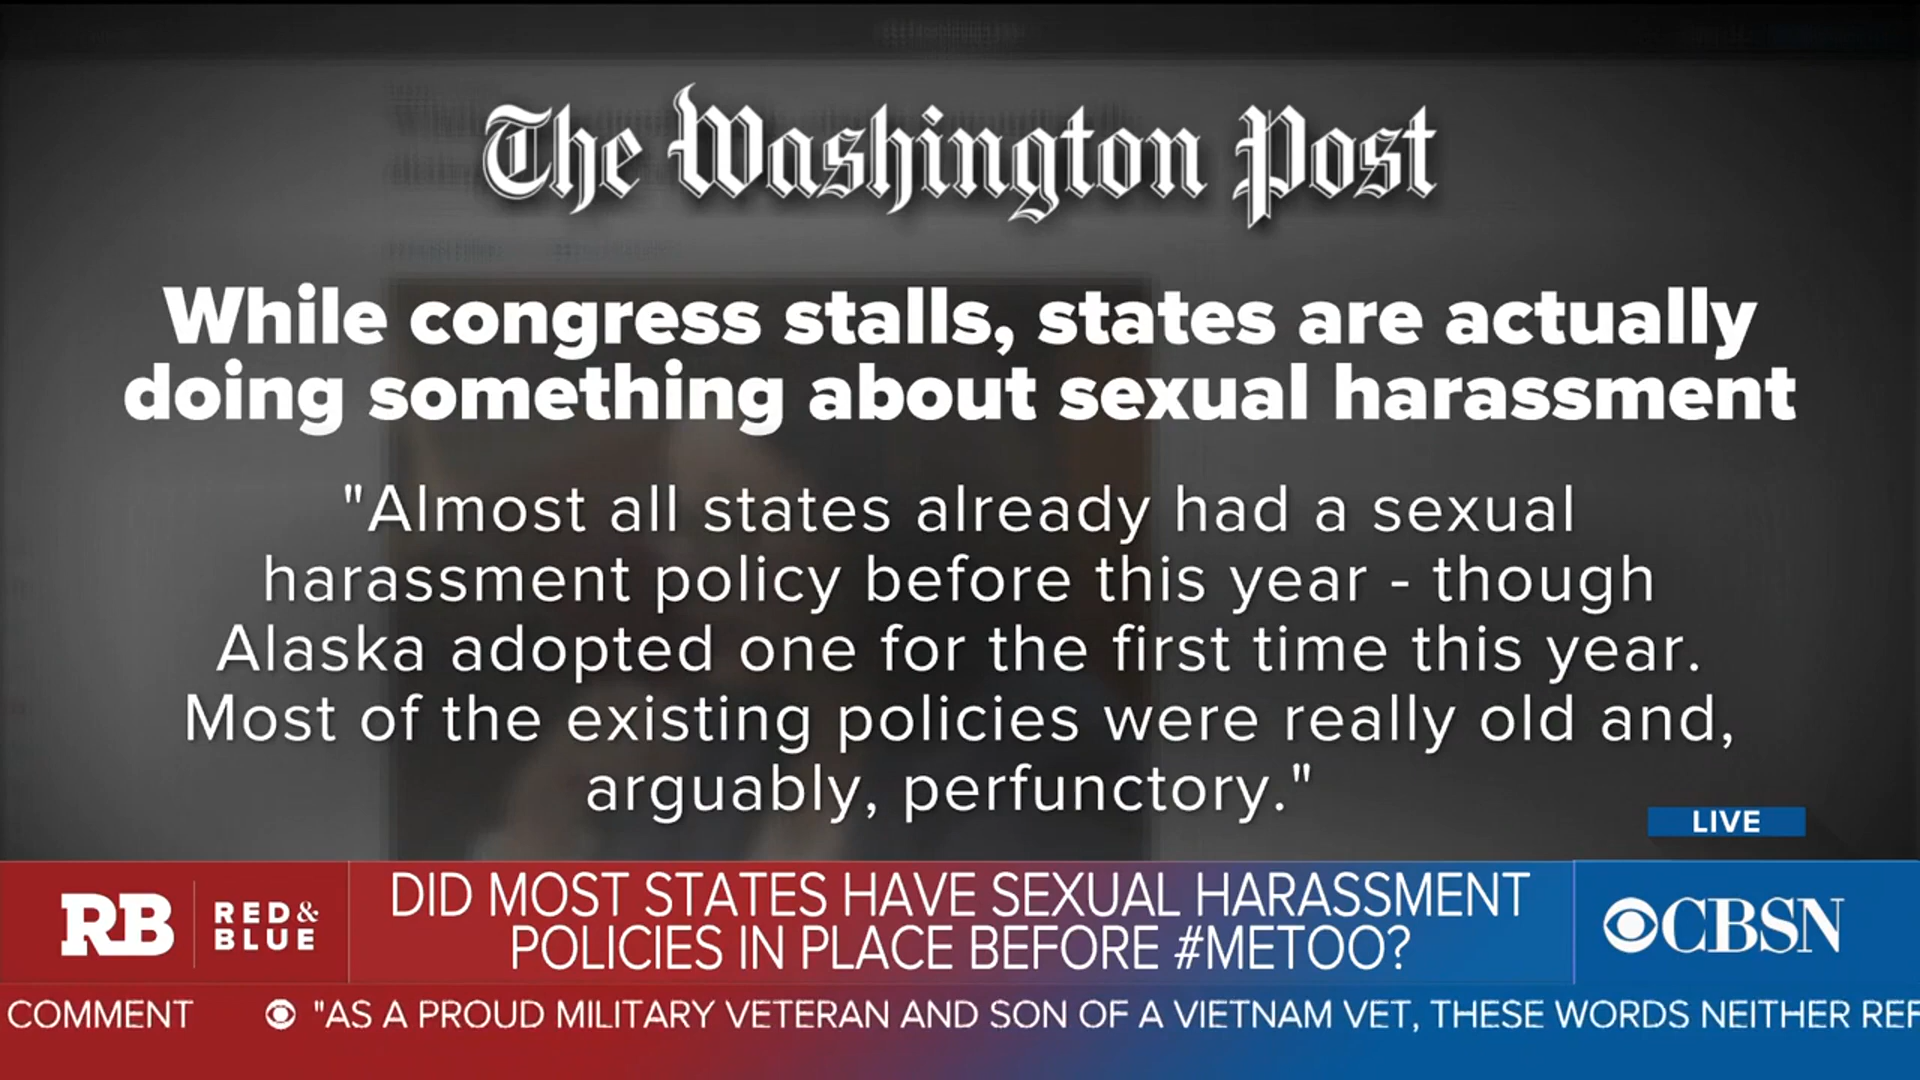 The Washington Post
While congress stalls, states are actually
doing something about sexual harassment
"Almost all states already had a sexual
harassment policy before this year - though
Alaska adopted one for the first time this year.
Most of the existing policies were really old and,
arguably, perfunctory."
LIVE
RB
RED&
BLUE
DID MOST STATES HAVE SEXUAL HARASSMENT
POLICIES IN PLACE BEFORE #METOO?
CBSN
COMMENT "AS A PROUD MILITARY VETERAN AND SON OF A VIETNAM VET, THESE WORDS NEITHER REF